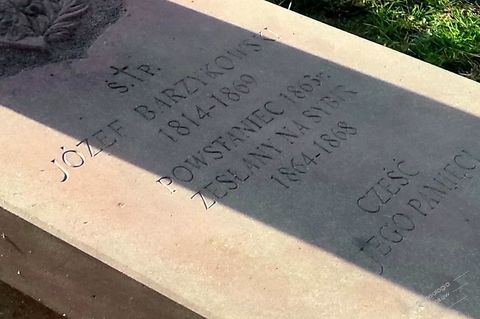 Ś.†P.
JÓZEF BARZYKOWSKI
1814-1869
POWSTANIEC 1863r.
ZESŁANY NA SYBIR
1864-1868
CZEŚĆ
JEGO PAMIĘCI